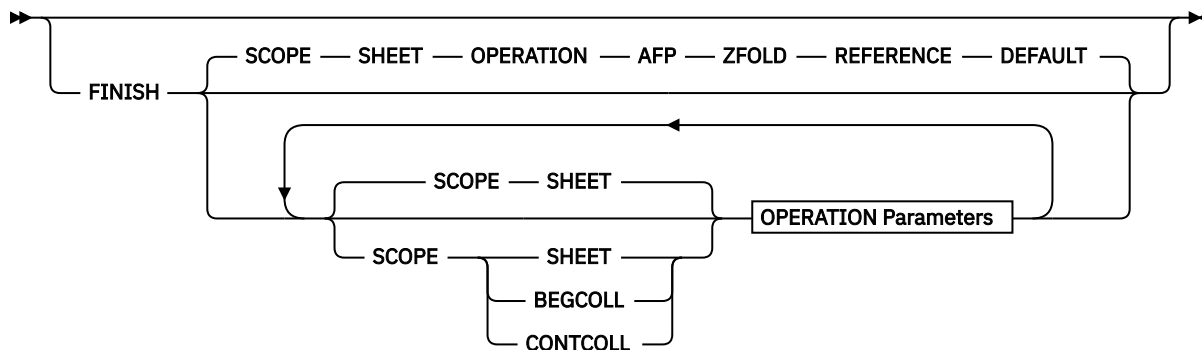 SCOPE SHEET OPERATION AFP ZFOLD REFERENCE DEFAULT
FINISH
SCOPE SHEET
OPERATION Parameters
SCOPE SHEET
BEGCOLL
CONTCOLL